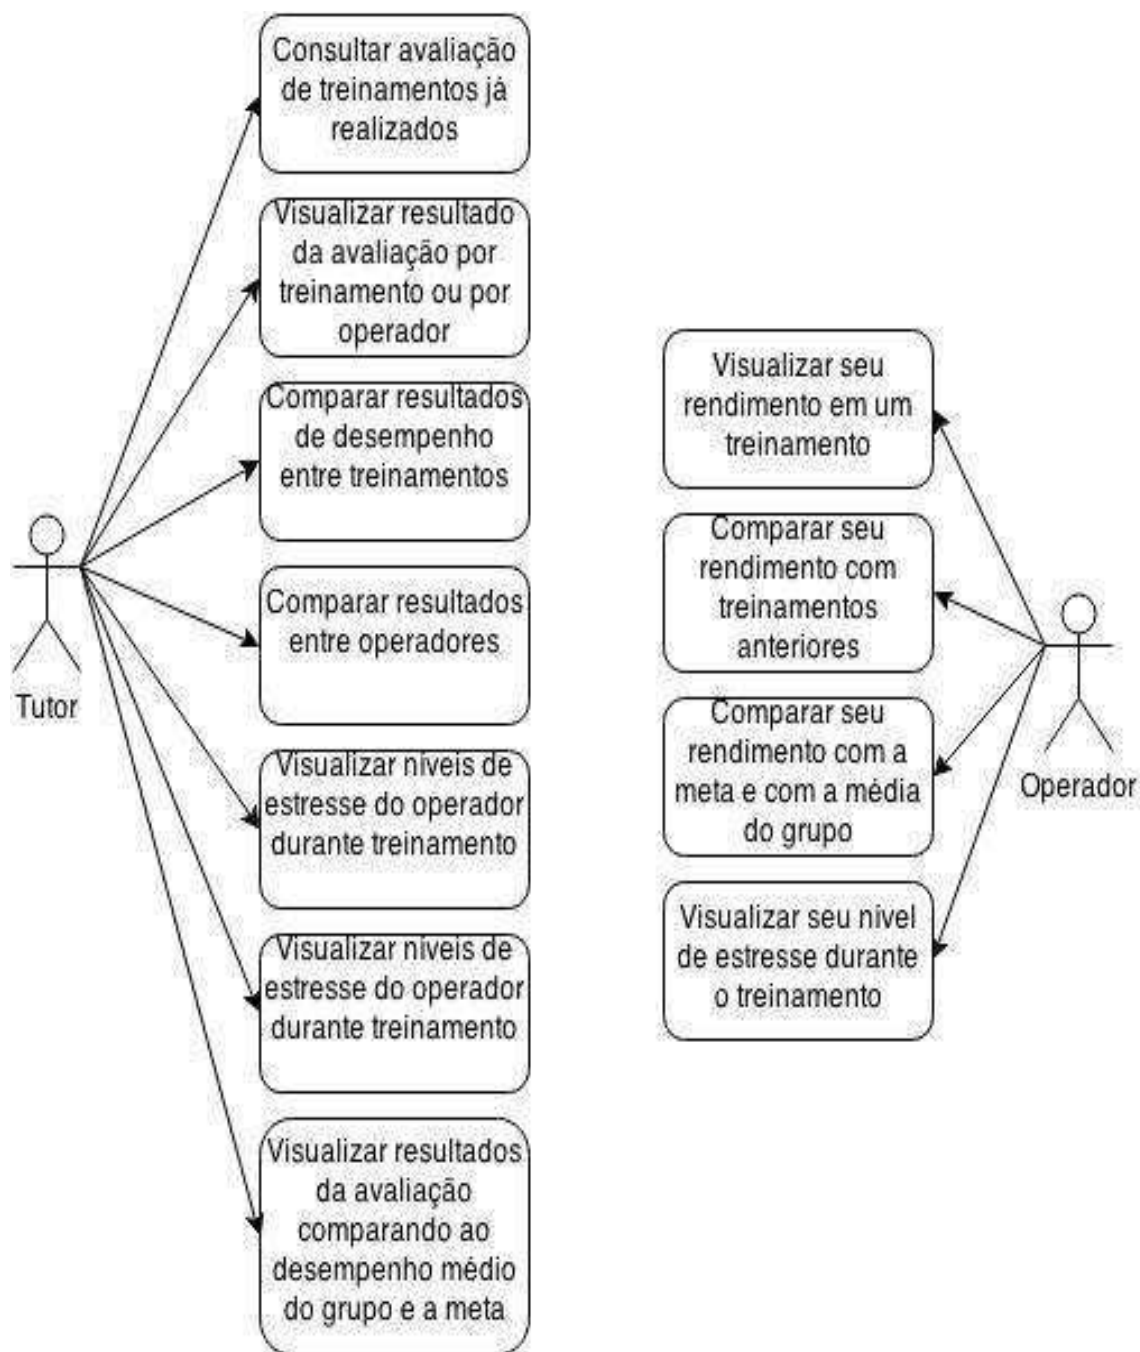 Consultar avaliação
de treinamentos já
realizados
Visualizar resultado
da avaliação por
treinamento ou por
operador
Comparar resultados
de desempenho
entre treinamentos
Comparar resultados
entre operadores
Visualizar níveis de
estresse do operador
durante treinamento
Visualizar níveis de
estresse do operador
durante treinamento
Visualizar resultados
da avaliação
comparando ao
desempenho médio
do grupo e a meta
Tutor
Visualizar seu
rendimento em um
treinamento
Comparar seu
rendimento com
treinamentos
anteriores
Comparar seu
rendimento com a
meta e com a média
do grupo
Visualizar seu nível
de estresse durante
o treinamento
Operador